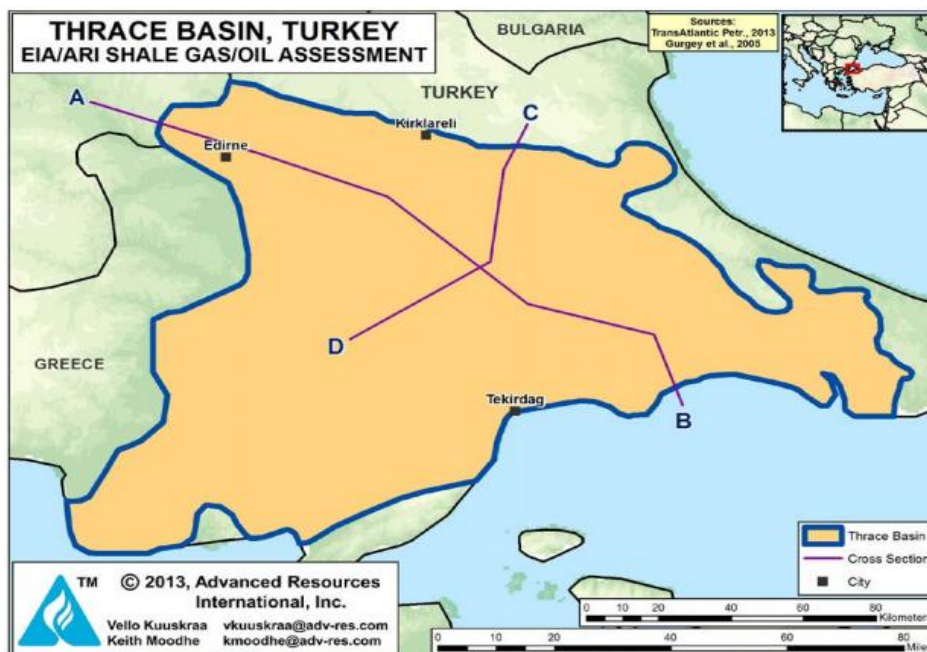 THRACE BASIN, TURKEY
EIA/ARI SHALE GAS/OIL ASSESSMENT
BULGARIA
Sources:
TransAtlantic Petr., 2013
Gurgey et al., 2005
TURKEY
A
C
Kirklareli
Edirne
D
GREECE
Tekirdag
B
Thrace Basin
Cross Section
City
TM
© 2013, Advanced Resources
International, Inc.
Vello Kuuskraa vkuuskraa@adv-res.com
Keith Moodhe kmoodhe@adv-res.com
0 10 20 40 60 80
Kilometer
0 10 20 40 60 80
Mile